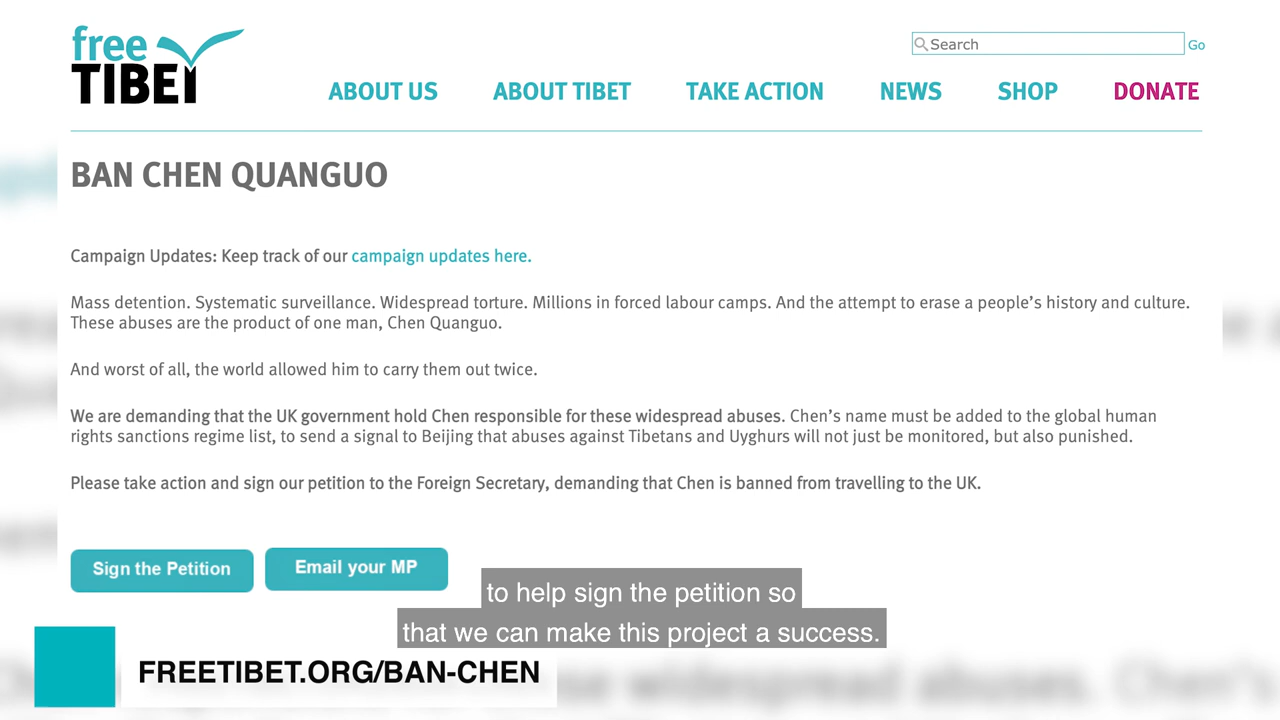 free
TIBET
Search
Go
ABOUT US
ABOUT TIBET
TAKE ACTION
NEWS
SHOP
DONATE
BAN CHEN QUANGUO
Campaign Updates: Keep track of our campaign updates here.
Mass detention. Systematic surveillance. Widespread torture. Millions in forced labour camps. And the attempt to erase a people’s history and culture.
These abuses are the product of one man, Chen Quanguo.
And worst of all, the world allowed him to carry them out twice.
We are demanding that the UK government hold Chen responsible for these widespread abuses. Chen’s name must be added to the global human
rights sanctions regime list, to send a signal to Beijing that abuses against Tibetans and Uyghurs will not just be monitored, but also punished.
Please take action and sign our petition to the Foreign Secretary, demanding that Chen is banned from travelling to the UK.
Sign the Petition
Email your MP
to help sign the petition so
that we can make this project a success.
FREETIBET.ORG/BAN-CHEN
se widespread abuses. Chen’s